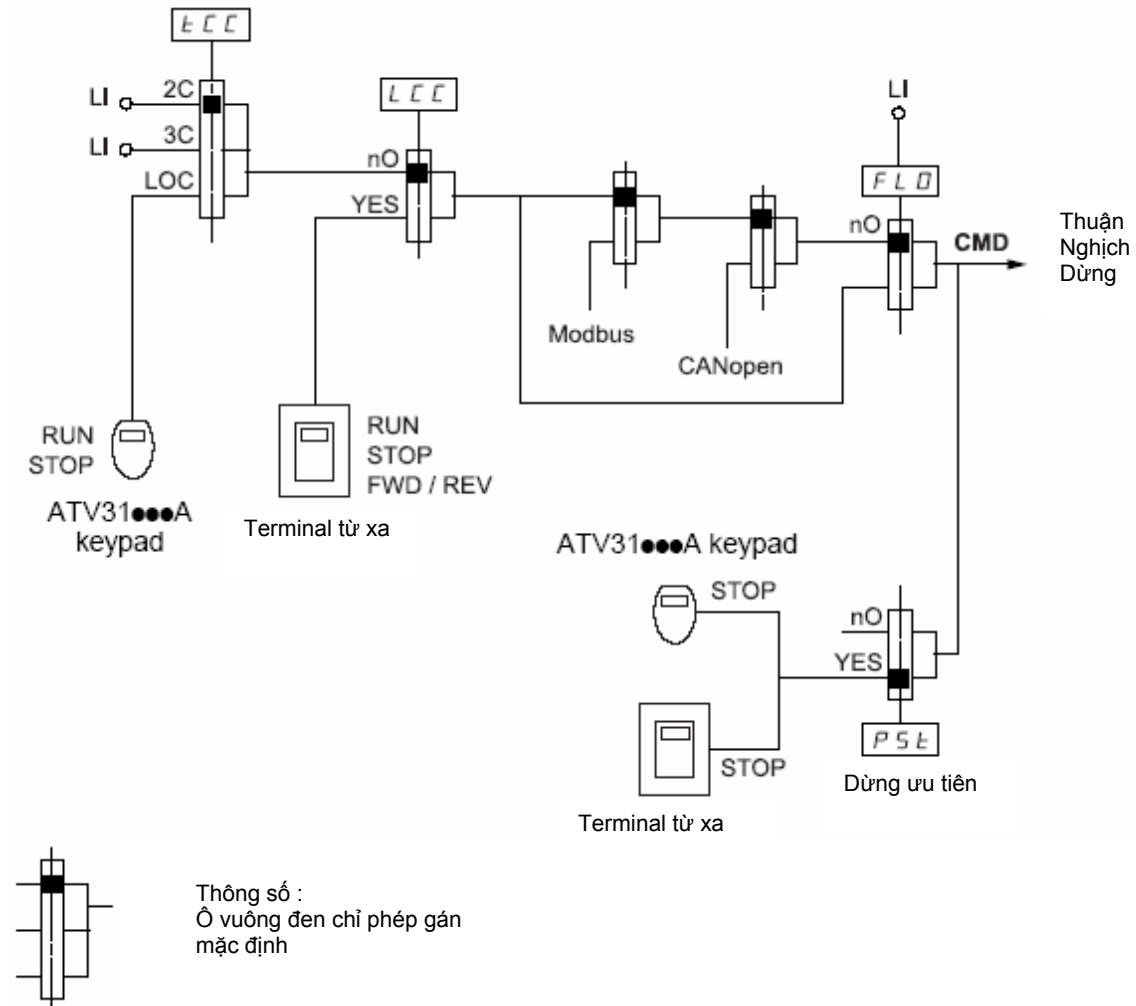 tCC
LI
2C
LI
3C
LOC
LCC
nO
YES
LI
FLO
nO
CMD
Thuận
Nghịch
Dừng
Modbus
CANopen
RUN
STOP
ATV31●●●A
keypad
RUN
STOP
FWD / REV
Terminal từ xa
ATV31●●●A keypad
STOP
nO
YES
STOP
PSt
Dừng ưu tiên
Terminal từ xa
Thông số :
Ô vuông đen chỉ phép gán
mặc định